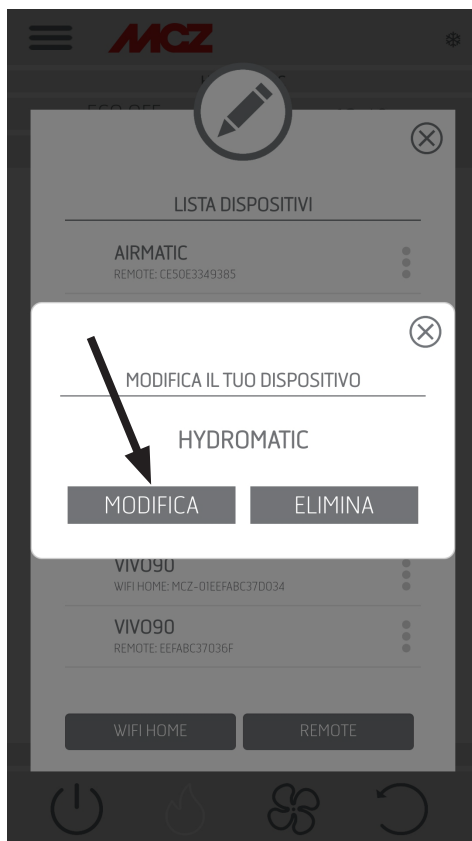 MCZ
LISTA DISPOSITIVI
AIRMATIC
REMOTE: CE50E3349385
MODIFICA IL TUO DISPOSITIVO
HYDROMATIC
MODIFICA
ELIMINA
VIVO90
WIFI HOME: MCZ-01EEFABC37D034
VIVO90
REMOTE: EEFABC37036F
WIFI HOME
REMOTE